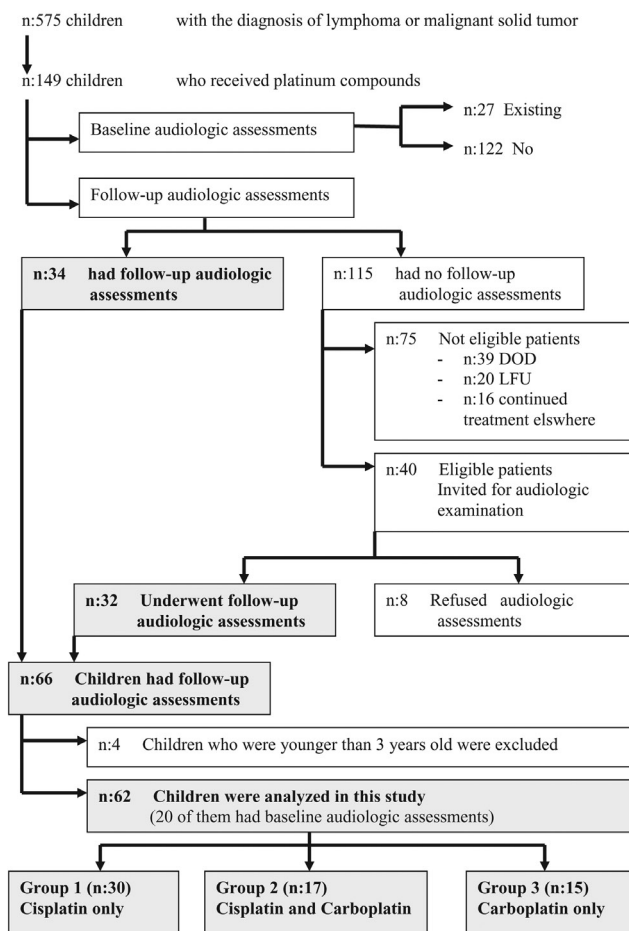 n:575 children with the diagnosis of lymphoma or malignant solid tumor
n:149 children who received platinum compounds
Baseline audiologic assessments
n:27 Existing
n:122 No
Follow-up audiologic assessments
n:34 had follow-up audiologic
assessments
n:115 had no follow-up
audiologic assessments
n:75 Not eligible patients
- n:39 DOD
- n:20 LFU
- n:16 continued
treatment elswhere
n:40 Eligible patients
Invited for audiologic
examination
n:32 Underwent follow-up
audiologic assessments
n:8 Refused audiologic
assessments
n:66 Children had follow-up
audiologic assessments
n:4 Children who were younger than 3 years old were excluded
n:62 Children were analyzed in this study
(20 of them had baseline audiologic assessments)
Group 1 (n:30)
Cisplatin only
Group 2 (n:17)
Cisplatin and Carboplatin
Group 3 (n:15)
Carboplatin only